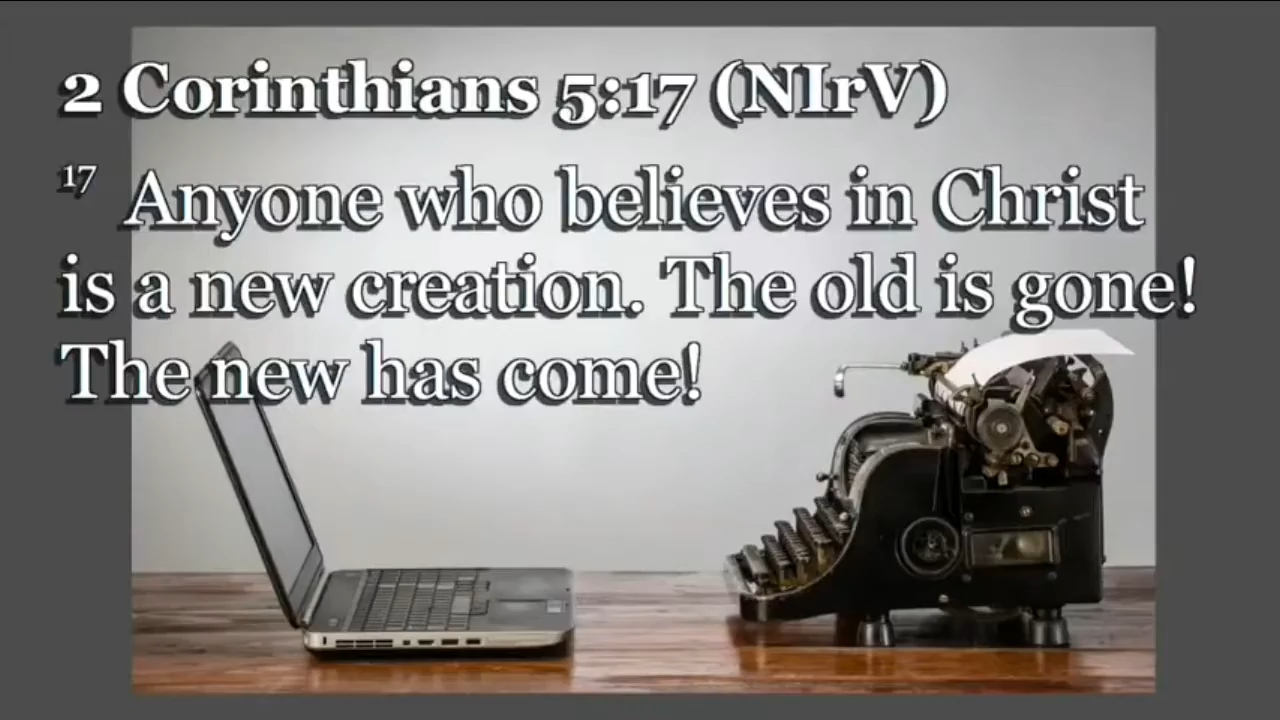 2 Corinthians 5:17 (NIrV)
17 Anyone who believes in Christ
is a new creation. The old is gone!
The new has come!